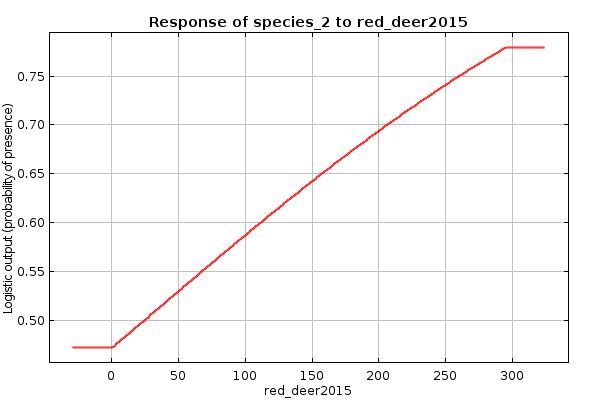 Response of species_2 to red_deer2015
Logistic output (probability of presence)
0.75
0.70
0.65
0.60
0.55
0.50
0 50 100 150 200 250 300
red_deer2015